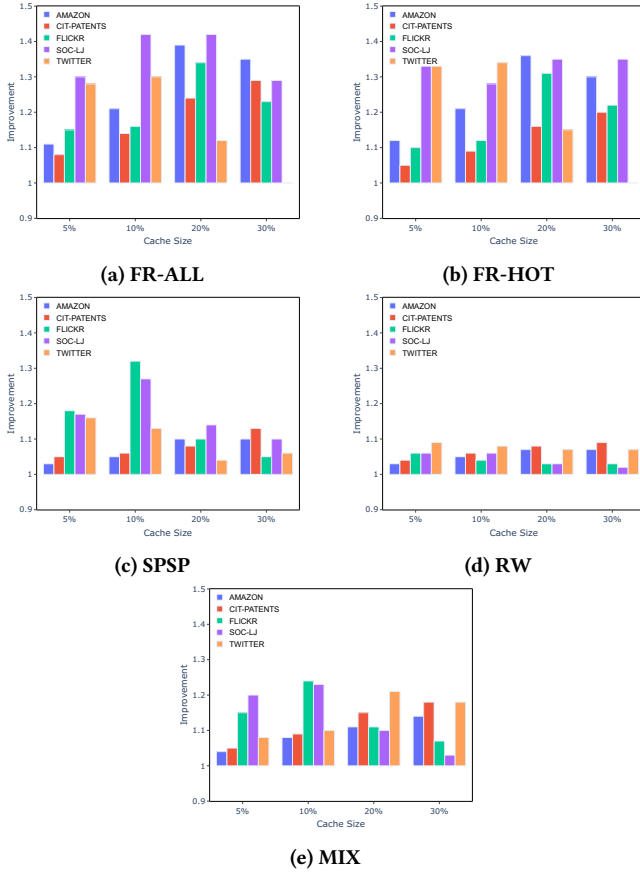 AMAZON
CIT-PATENTS
FLICKR
SOC-LJ
TWITTER
1.5
1.4
1.3
1.2
1.1
1
0.9
Improvement
5% 10% 20% 30%
Cache Size
(a) FR-ALL
AMAZON
CIT-PATENTS
FLICKR
SOC-LJ
TWITTER
1.5
1.4
1.3
1.2
1.1
1
0.9
Improvement
5% 10% 20% 30%
Cache Size
(b) FR-HOT
AMAZON
CIT-PATENTS
FLICKR
SOC-LJ
TWITTER
1.5
1.4
1.3
1.2
1.1
1
0.9
Improvement
5% 10% 20% 30%
Cache Size
(c) SPSP
AMAZON
CIT-PATENTS
FLICKR
SOC-LJ
TWITTER
1.5
1.4
1.3
1.2
1.1
1
0.9
Improvement
5% 10% 20% 30%
Cache Size
(d) RW
AMAZON
CIT-PATENTS
FLICKR
SOC-LJ
TWITTER
1.5
1.4
1.3
1.2
1.1
1
0.9
Improvement
5% 10% 20% 30%
Cache Size
(e) MIX